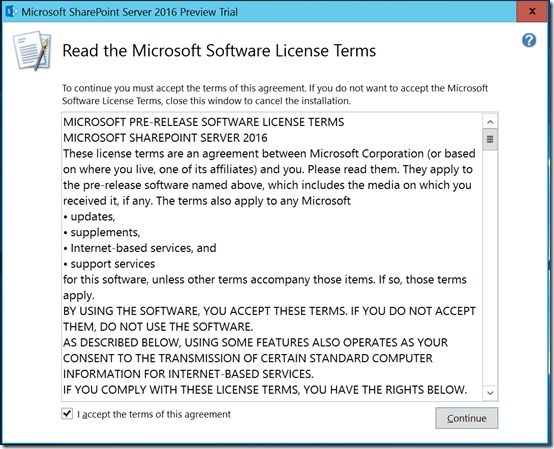 Microsoft SharePoint Server 2016 Preview Trial
x
Read the Microsoft Software License Terms
?
To continue you must accept the terms of this agreement. If you do not want to accept the Microsoft
Software License Terms, close this window to cancel the installation.
MICROSOFT PRE-RELEASE SOFTWARE LICENSE TERMS
MICROSOFT SHAREPOINT SERVER 2016
These license terms are an agreement between Microsoft Corporation (or based
on where you live, one of its affiliates) and you. Please read them. They apply to
the pre-release software named above, which includes the media on which you
received it, if any. The terms also apply to any Microsoft
• updates,
• supplements,
• Internet-based services, and
• support services
for this software, unless other terms accompany those items. If so, those terms
apply.
BY USING THE SOFTWARE, YOU ACCEPT THESE TERMS. IF YOU DO NOT ACCEPT
THEM, DO NOT USE THE SOFTWARE.
AS DESCRIBED BELOW, USING SOME FEATURES ALSO OPERATES AS YOUR
CONSENT TO THE TRANSMISSION OF CERTAIN STANDARD COMPUTER
INFORMATION FOR INTERNET-BASED SERVICES.
IF YOU COMPLY WITH THESE LICENSE TERMS, YOU HAVE THE RIGHTS BELOW.
I accept the terms of this agreement
Continue